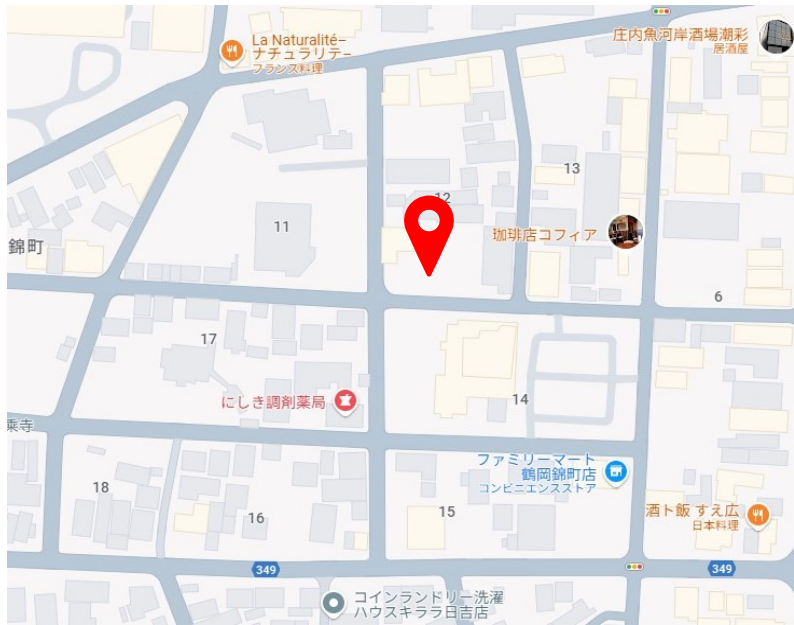 La Naturalité–
ナチュラリテ–
フランス料理
庄内魚河岸酒場潮彩
居酒屋
13
12
11
珈琲店コフィア
錦町
6
17
にしき調剤薬局
14
乗寺
ファミリーマート
鶴岡錦町店
コンビニエンスストア
18
16
15
酒ト飯 すゑ広
日本料理
349
349
コインランドリー洗濯
ハウスキララ日吉店